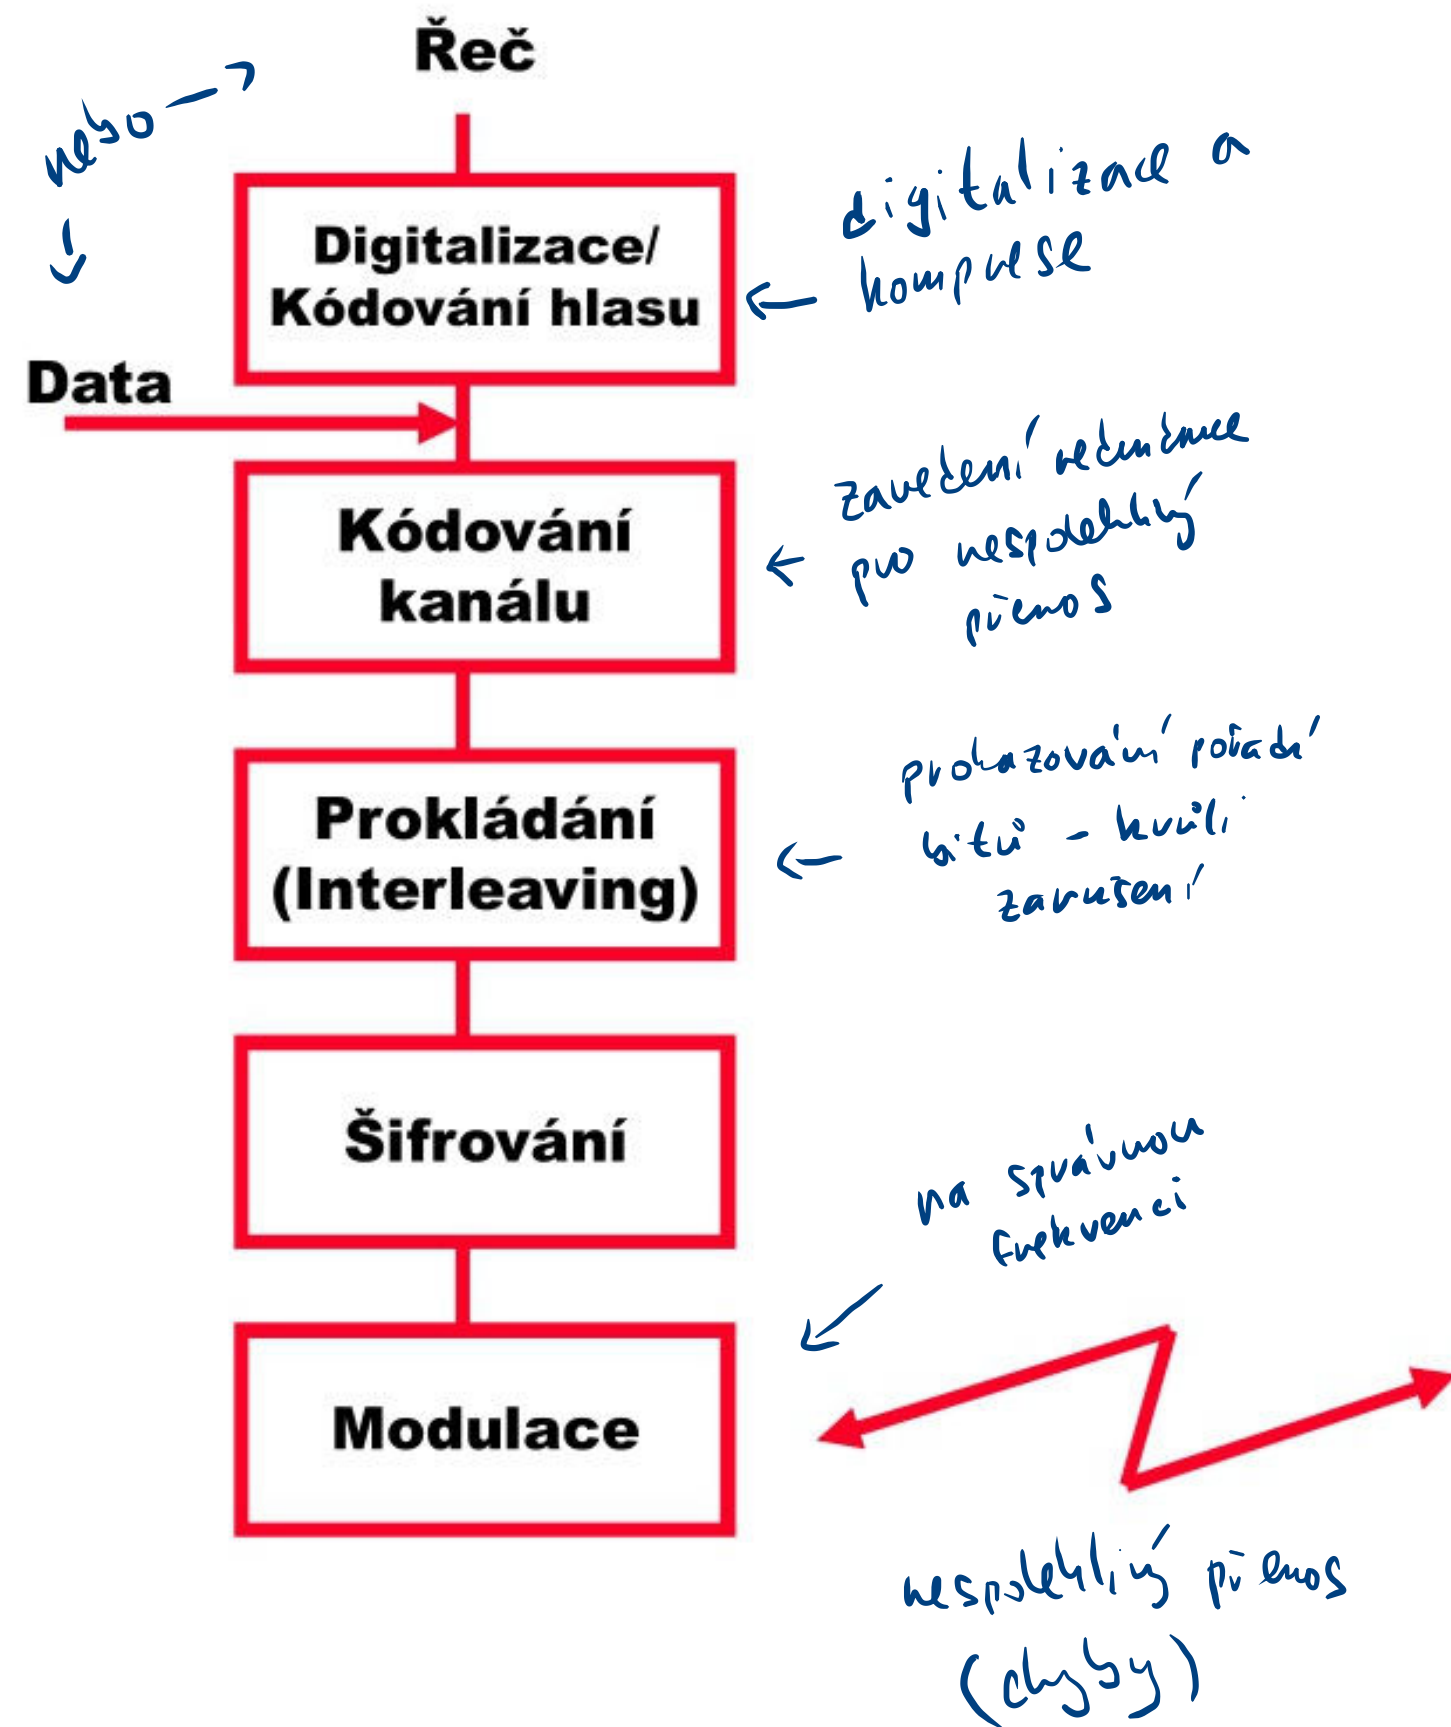 Řeč
nebo
Digitalizace/
Kódování hlasu
digitalizace a
komprese
Data
Kódování
kanálu
zavedení redundance
pro nespolehlivý
přenos
Prokládání
(Interleaving)
prohazování pořadí
bitů - kvůli
zarušení
Šifrování
na správnou
frekvenci
Modulace
nespolehlivý přenos
(chyby)